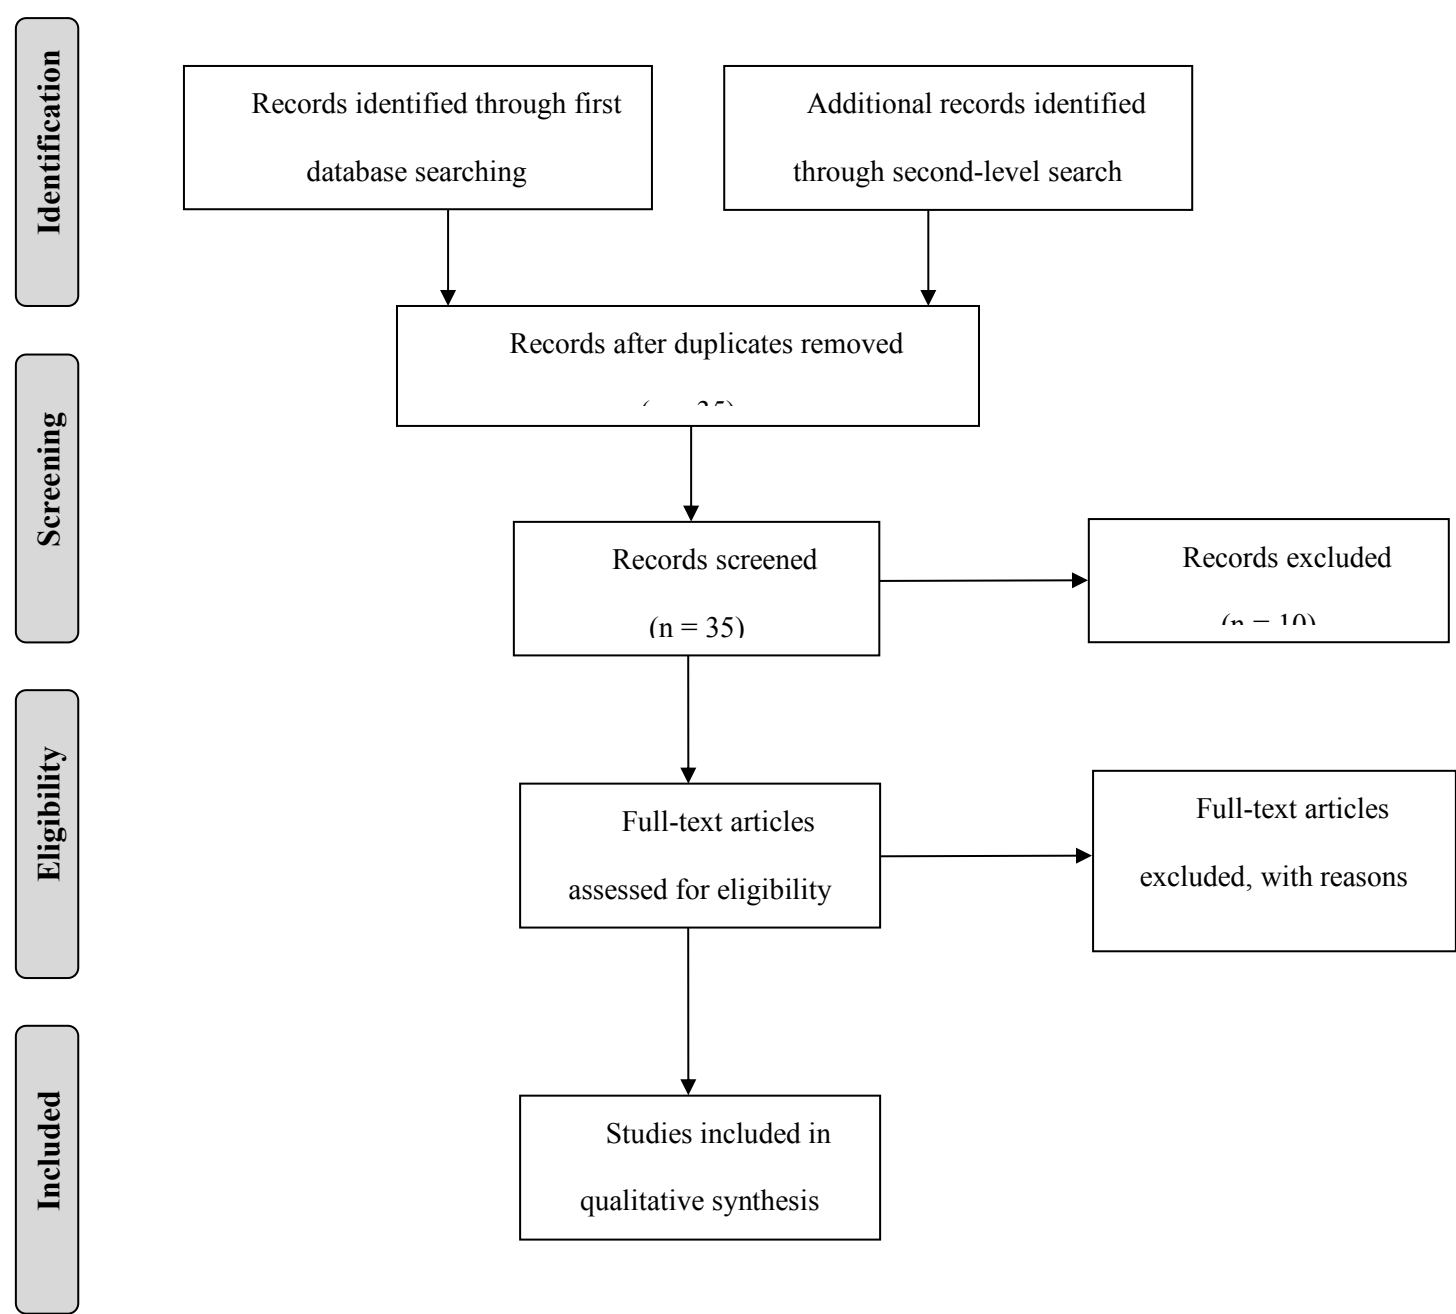 Identification
Records identified through first
database searching
Additional records identified
through second-level search
Records after duplicates removed
35)
Screening
Records screened
(n = 35)
Records excluded
(n = 10)
Eligibility
Full-text articles
assessed for eligibility
Full-text articles
excluded, with reasons
Included
Studies included in
qualitative synthesis